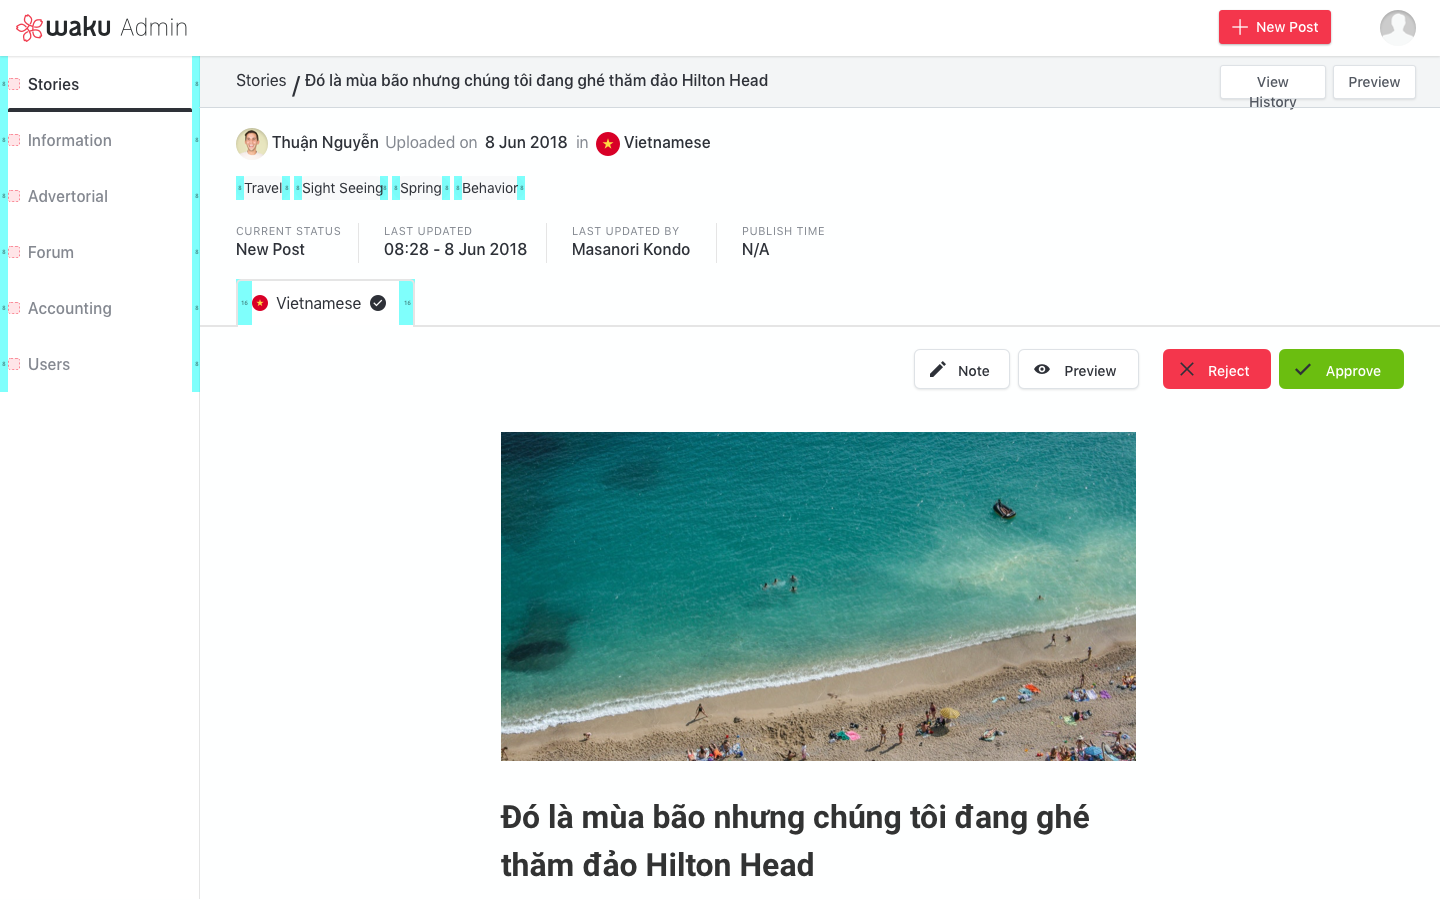 waku Admin
New Post
Stories
Information
Advertorial
Forum
Accounting
Users
Stories / Đó là mùa bão nhưng chúng tôi đang ghé thăm đảo Hilton Head
View
History
Preview
Thuận Nguyễn Uploaded on 8 Jun 2018 in Vietnamese
Travel Sight Seeing Spring Behavior
CURRENT STATUS
New Post
LAST UPDATED
08:28 - 8 Jun 2018
LAST UPDATED BY
Masanori Kondo
PUBLISH TIME
N/A
16 Vietnamese 16
Note
Preview
Reject
Approve
Đó là mùa bão nhưng chúng tôi đang ghé
thăm đảo Hilton Head